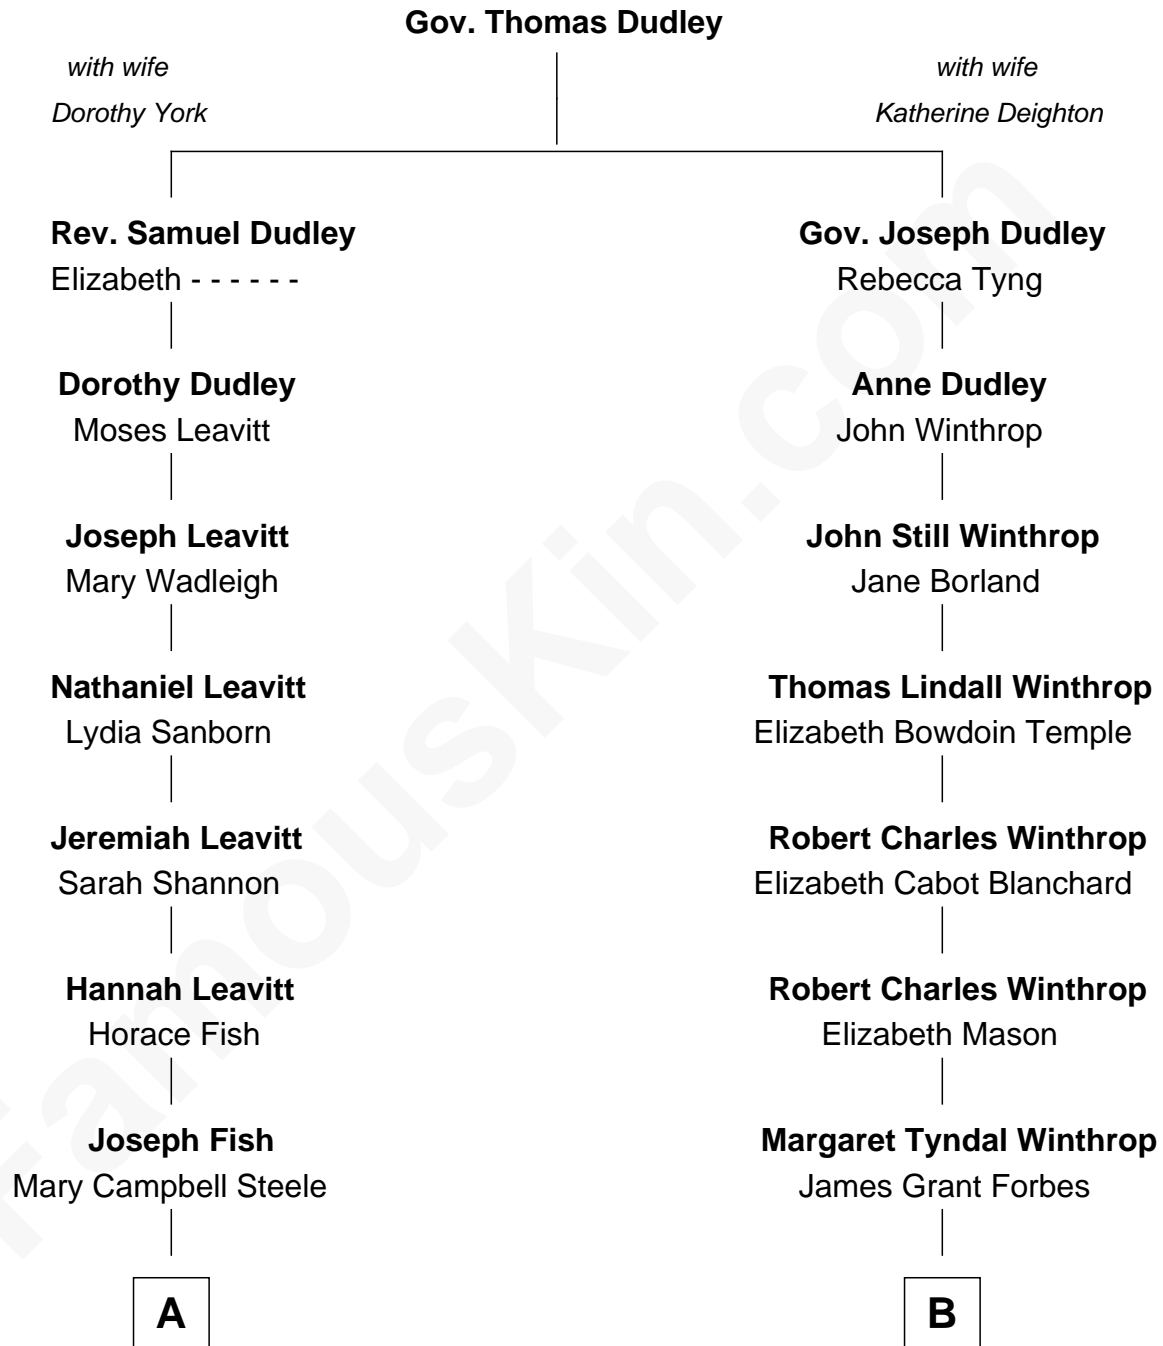 Gov. Thomas Dudley
with wife
Dorothy York
with wife
Katherine Deighton
Rev. Samuel Dudley
Elizabeth - - - - - -
Gov. Joseph Dudley
Rebecca Tyng
Dorothy Dudley
Moses Leavitt
Anne Dudley
John Winthrop
Joseph Leavitt
Mary Wadleigh
John Still Winthrop
Jane Borland
Nathaniel Leavitt
Lydia Sanborn
Thomas Lindall Winthrop
Elizabeth Bowdoin Temple
Jeremiah Leavitt
Sarah Shannon
Robert Charles Winthrop
Elizabeth Cabot Blanchard
Hannah Leavitt
Horace Fish
Robert Charles Winthrop
Elizabeth Mason
Joseph Fish
Mary Campbell Steele
Margaret Tyndal Winthrop
James Grant Forbes
A
B
FamousKin.com